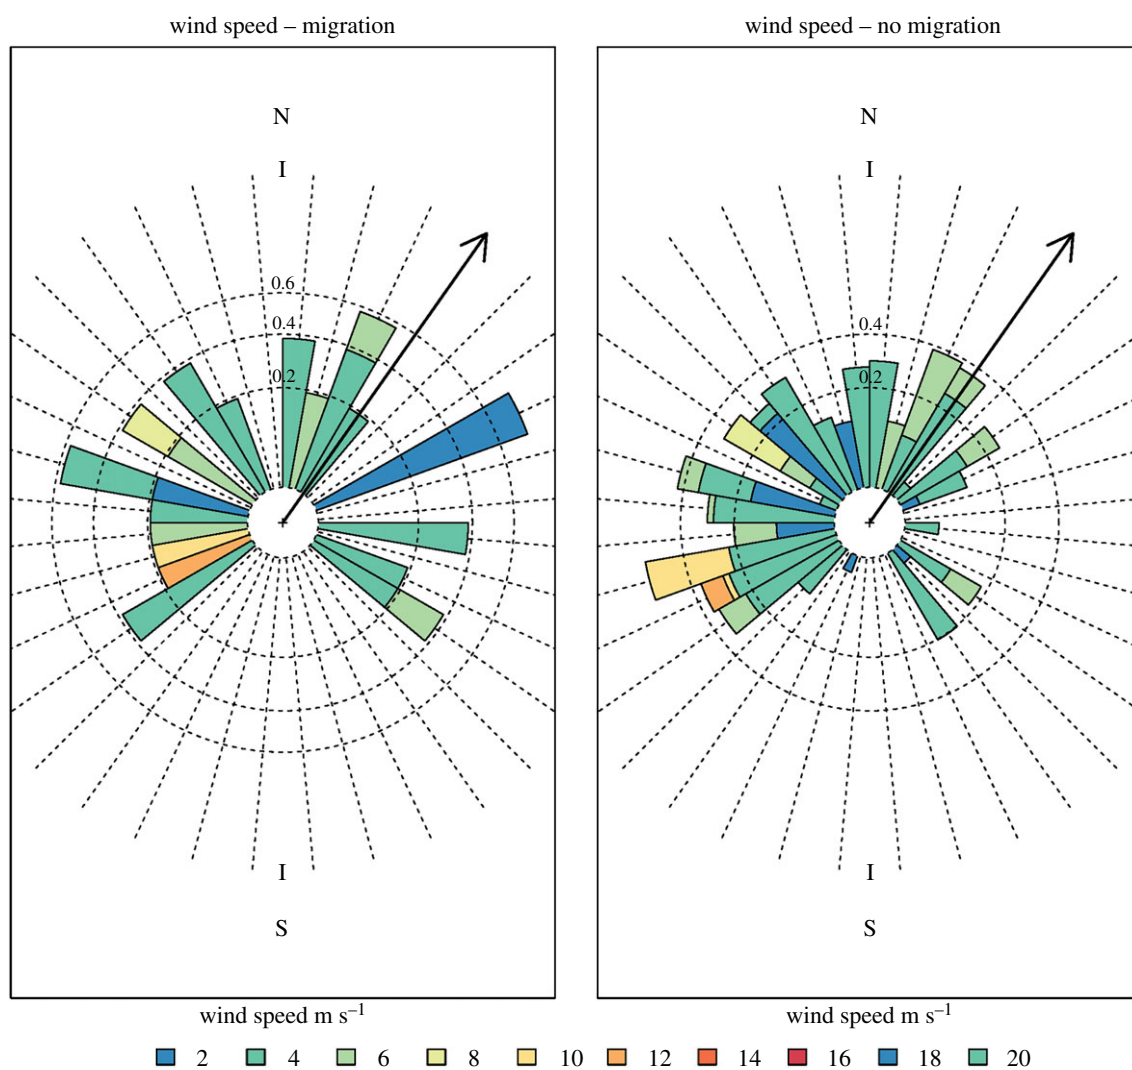 wind speed – migration
N
I
0.6
0.4
0.2
I
S
wind speed m s–1
wind speed – no migration
N
I
0.4
0.2
I
S
wind speed m s–1
2 4 6 8 10 12 14 16 18 20